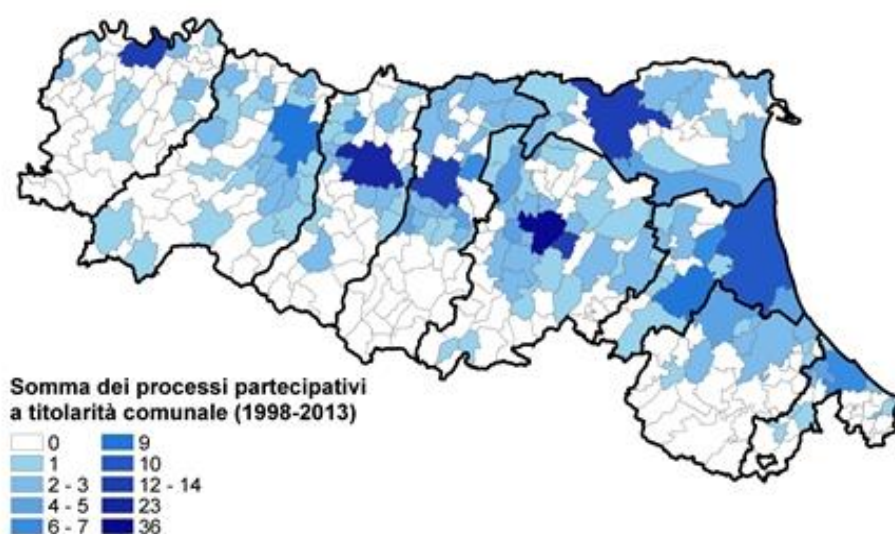 Somma dei processi partecipativi
a titolarità comunale (1998-2013)
0
1
2 - 3
4 - 5
6 - 7
9
10
12 - 14
23
36